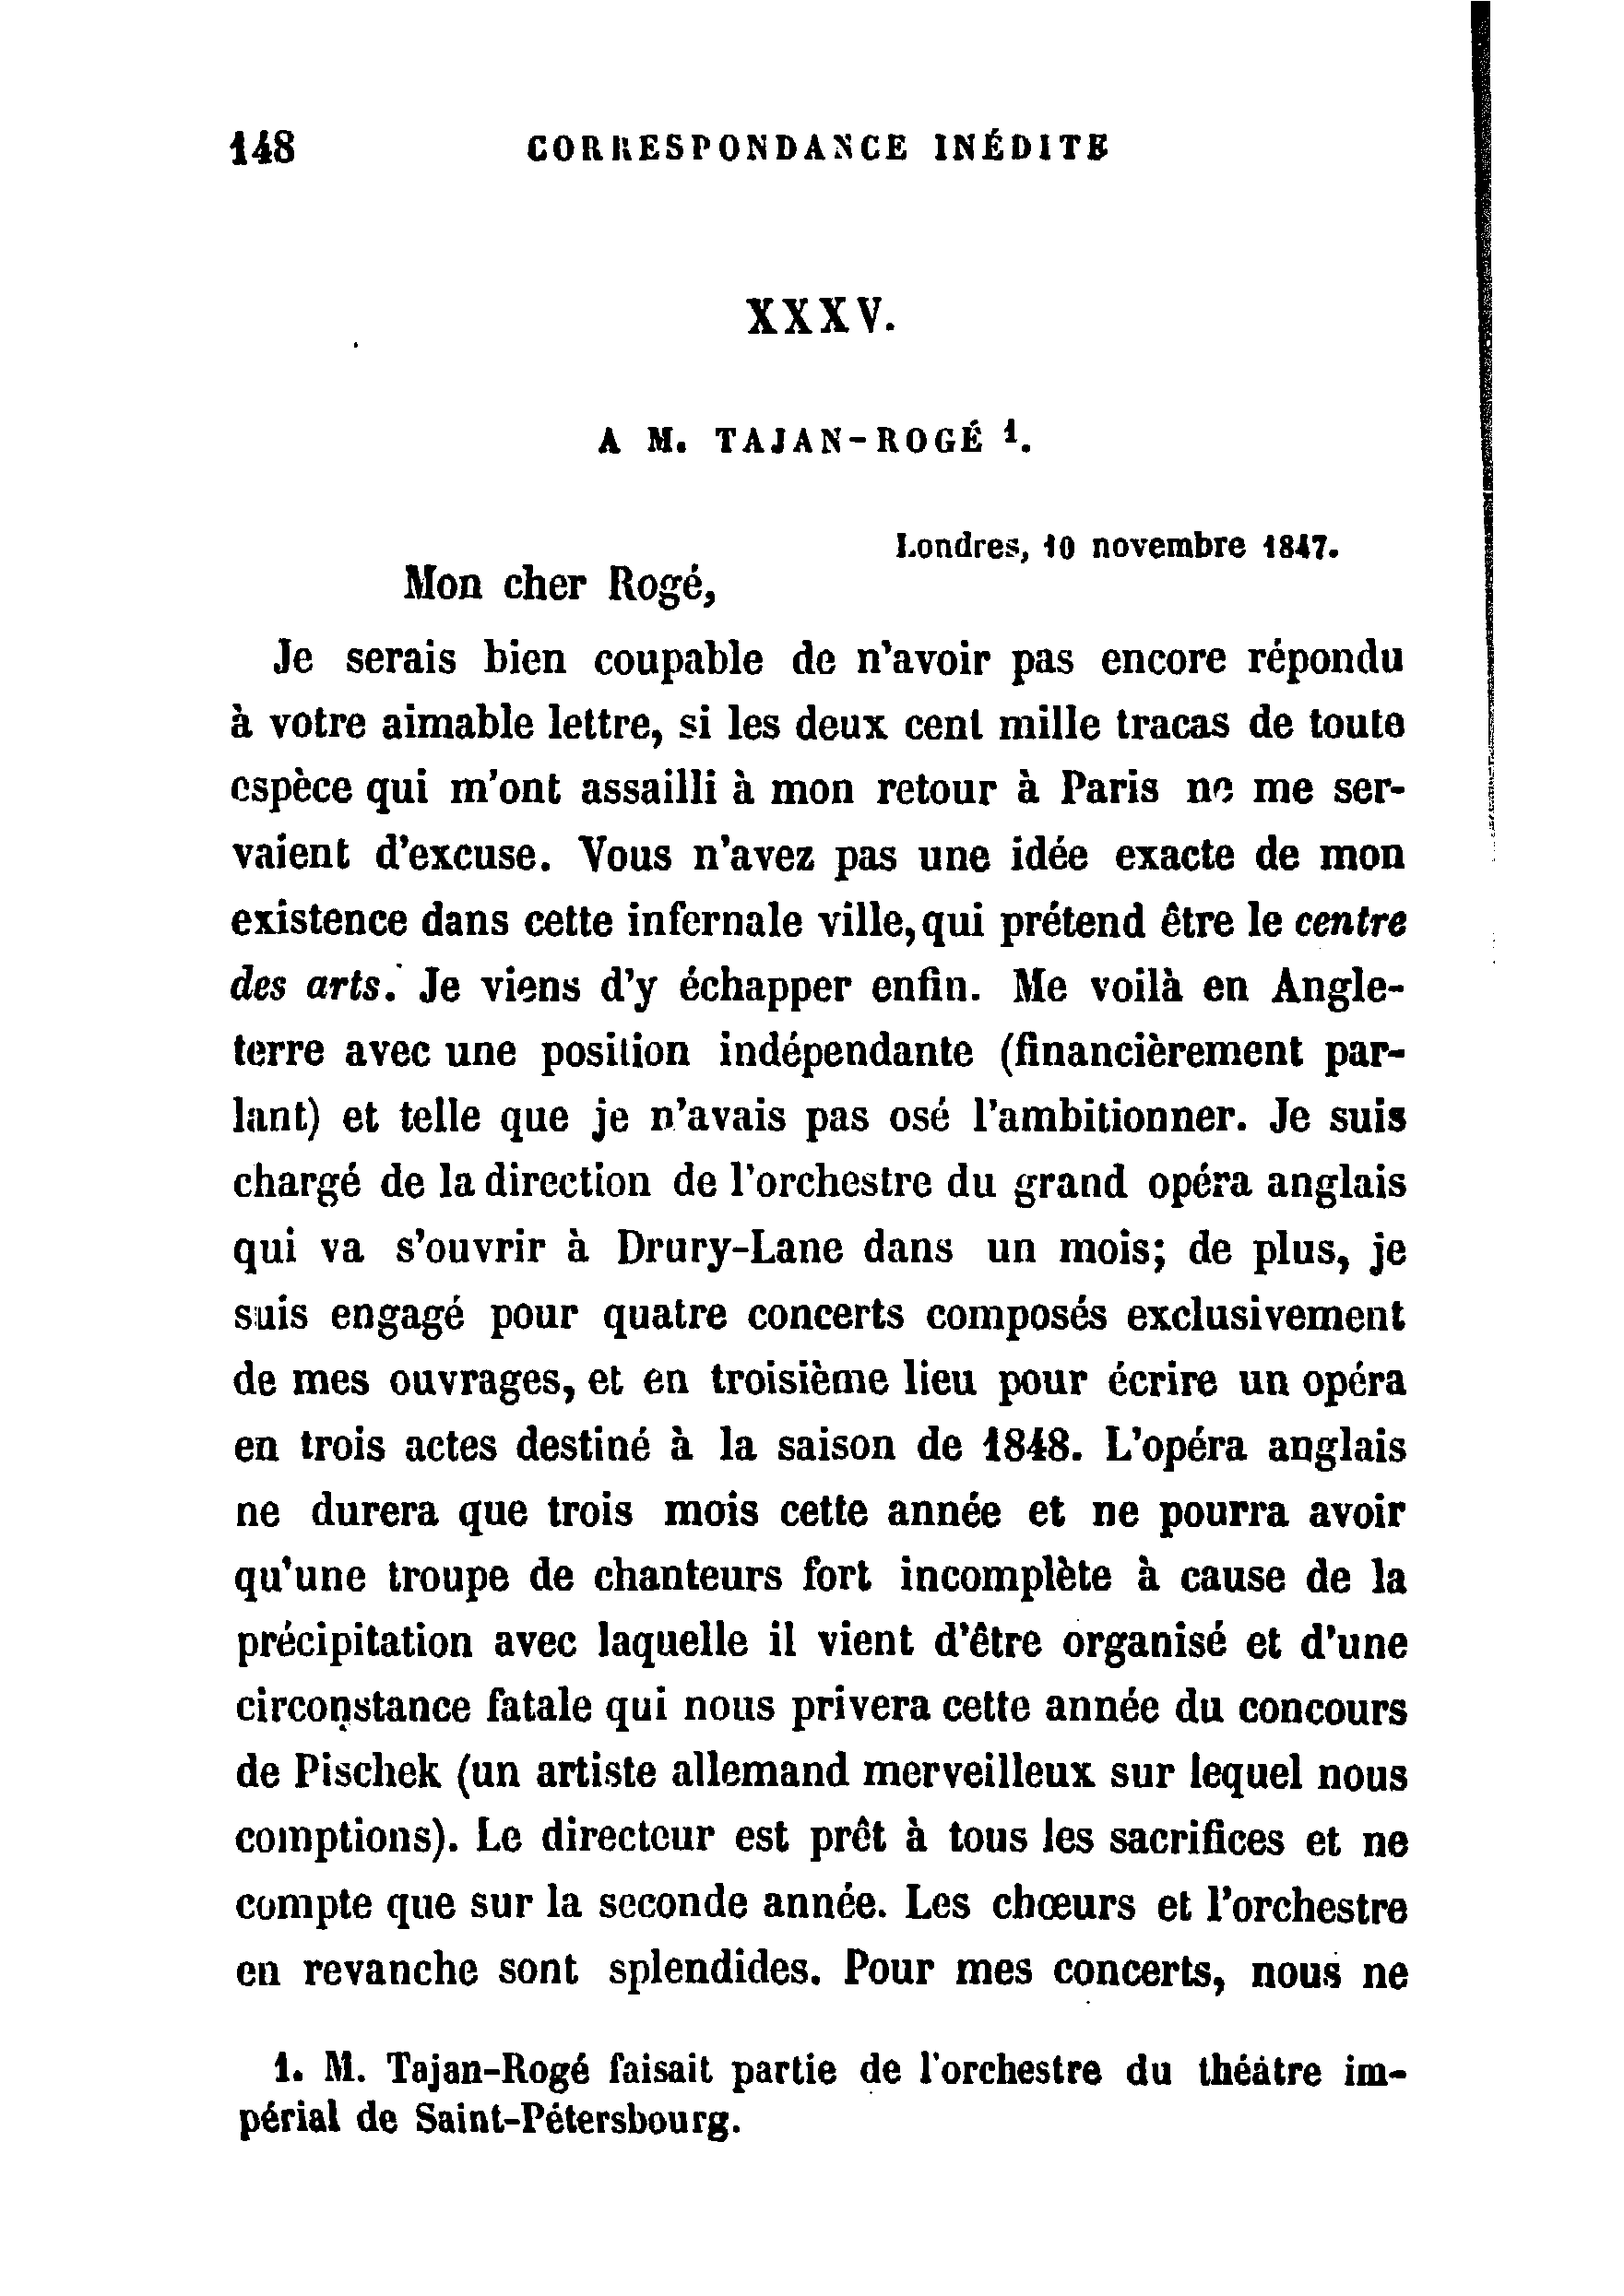 148 CORRESPONDANCE INÉDITE
XXXV.
A M. TAJAN-ROGÉ 1.
Londres, 10 novembre 1847.
Mon cher Rogé,
Je serais bien coupable de n'avoir pas encore répondu
à votre aimable lettre, si les deux cent mille tracas de toute
espèce qui m'ont assailli à mon retour à Paris ne me ser-
vaient d'excuse. Vous n'avez pas une idée exacte de mon
existence dans cette infernale ville, qui prétend être le centre
des arts. Je viens d'y échapper enfin. Me voilà en Angle-
terre avec une position indépendante (financièrement par-
lant) et telle que je n'avais pas osé l'ambitionner. Je suis
chargé de la direction de l'orchestre du grand opéra anglais
qui va s'ouvrir à Drury-Lane dans un mois; de plus, je
suis engagé pour quatre concerts composés exclusivement
de mes ouvrages, et en troisième lieu pour écrire un opéra
en trois actes destiné à la saison de 1848. L'opéra anglais
ne durera que trois mois cette année et ne pourra avoir
qu'une troupe de chanteurs fort incomplète à cause de la
précipitation avec laquelle il vient d'être organisé et d'une
circonstance fatale qui nous privera cette année du concours
de Pischek (un artiste allemand merveilleux sur lequel nous
comptions). Le directeur est prêt à tous les sacrifices et ne
compte que sur la seconde année. Les chœurs et l'orchestre
en revanche sont splendides. Pour mes concerts, nous ne
1. M. Tajan-Rogé faisait partie de l'orchestre du théâtre im-
périal de Saint-Pétersbourg.